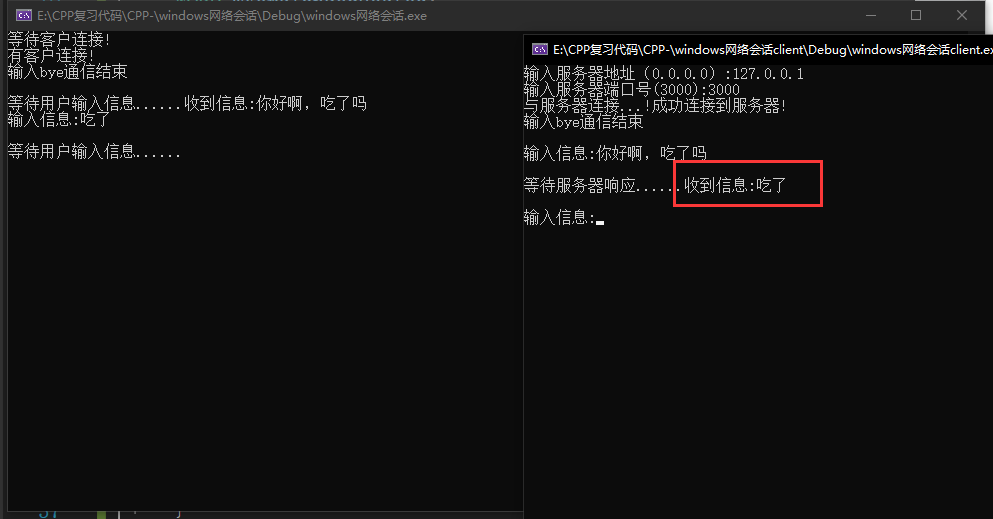 E:\CPP复习代码\CPP-\windows网络会话\Debug\windows网络会话.exe
等待客户连接!
有客户连接!
输入bye通信结束
等待用户输入信息......收到信息:你好啊，吃了吗
输入信息:吃了
等待用户输入信息......
E:\CPP复习代码\CPP-\windows网络会话client\Debug\windows网络会话client.ex
输入服务器地址 (0.0.0.0) :127.0.0.1
输入服务器端口号(3000):3000
与服务器连接...!成功连接到服务器!
输入bye通信结束
输入信息:你好啊，吃了吗
等待服务器响应......收到信息:吃了
输入信息: